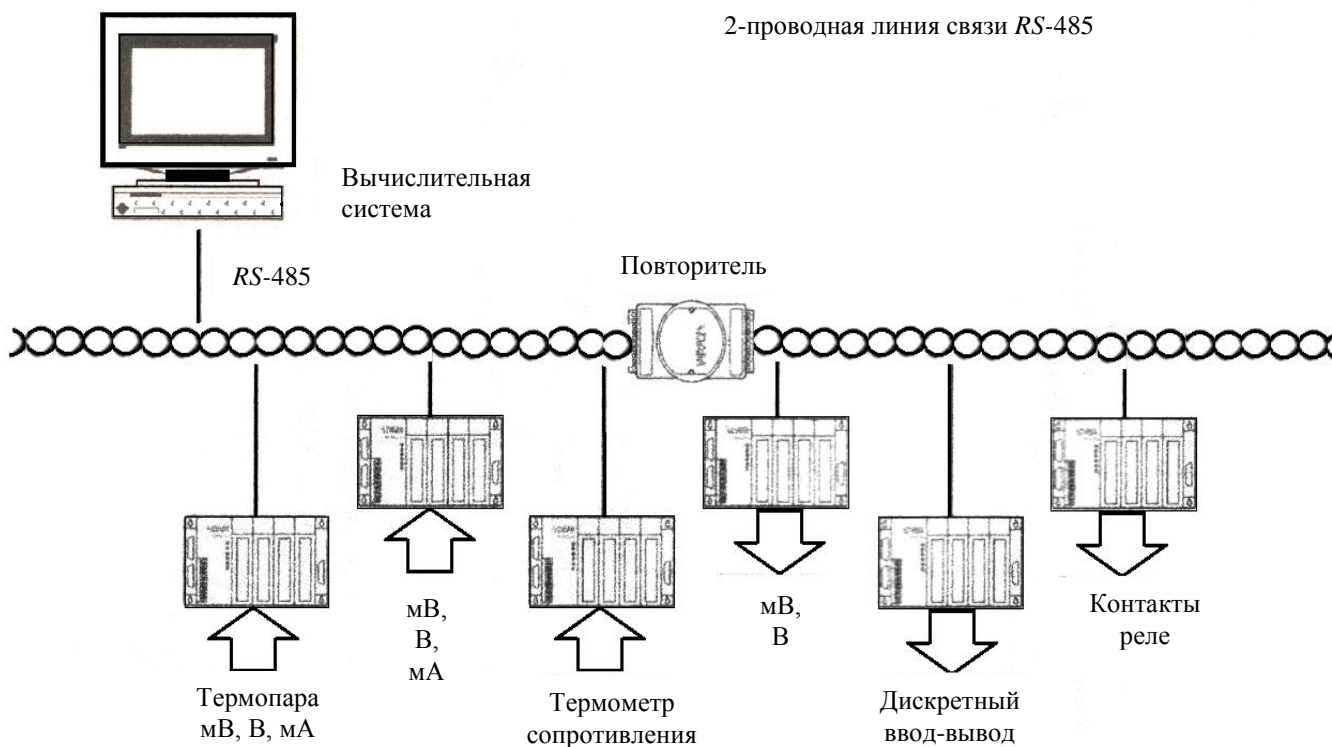 2-проводная линия связи RS-485
Вычислительная
система
RS-485
Повторитель
мВ,
В,
мА
мВ,
В
Контакты
реле
Термопара
мВ, В, мА
Термометр
сопротивления
Дискретный
ввод-вывод